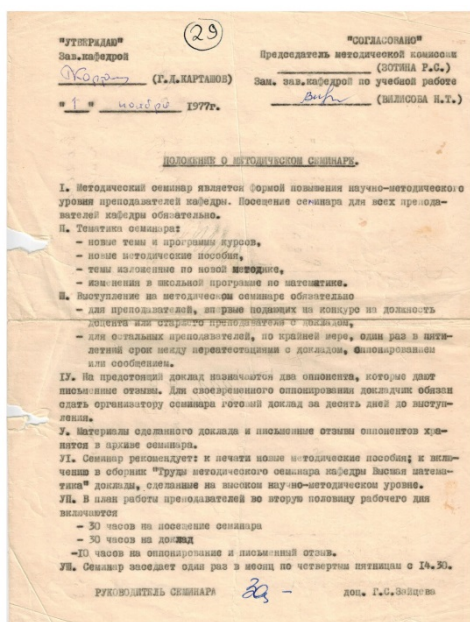 29
"УТВЕРЖДАЮ"
Зав.кафедрой
(Г.Д.КАРТАШОВ)
"1" ноября 1977г.
"СОГЛАСОВАНО"
Председатель методической комиссии
(ЗОТИНА Р.С.)
Зам. зав.кафедрой по учебной работе
(ВИЛИСОВА Н.Т.)
ПОЛОЖЕНИЕ О МЕТОДИЧЕСКОМ СЕМИНАРЕ.
I. Методический семинар является формой повышения научно-методического
уровня преподавателей кафедры. Посещение семинара для всех препода-
вателей кафедры обязательно.
П. Тематика семинара:
- новые темы и программы курсов,
- новые методические пособия,
- темы изложенные по новой методике,
- изменения в школьной программе по математике.
Ш. Выступление на методическом семинаре обязательно
- для преподавателей, впервые подающих на конкурс на должность
доцента или старшего преподавателя с докладом,
- для остальных преподавателей, по крайней мере, один раз в пяти-
летний срок между переаттестации с докладом, оппонированием
или сообщением.
IУ. На предстоящий доклад назначаются два оппонента, которые дают
письменные отзывы. Для своевременного оппонирования докладчик обязан
сдать организатору семинара готовый доклад за десять дней до выступ-
ления.
У. Материалы сделанного доклада и письменные отзывы оппонентов хра-
нятся в архиве семинара.
УI. Семинар рекомендует: к печати новые методические пособия; к вклю-
чению в сборник "Труды методического семинара кафедры Высшая матема-
тика" доклады, сделанные на высоком научно-методическом уровне.
УП. В план работы преподавателей во вторую половину рабочего дня
включаются
- 30 часов на посещение семинара
- 30 часов на доклад
-10 часов на оппонирование и письменный отзыв.
УШ. Семинар заседает один раз в месяц по четвертым пятницам с 14.30.
РУКОВОДИТЕЛЬ СЕМИНАРА доц. Г.С.Зайцева